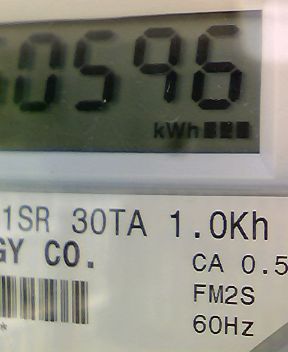 0596
kWh
1SR 30TA 1.0Kh
GY CO.
CA 0.5
FM2S
60Hz